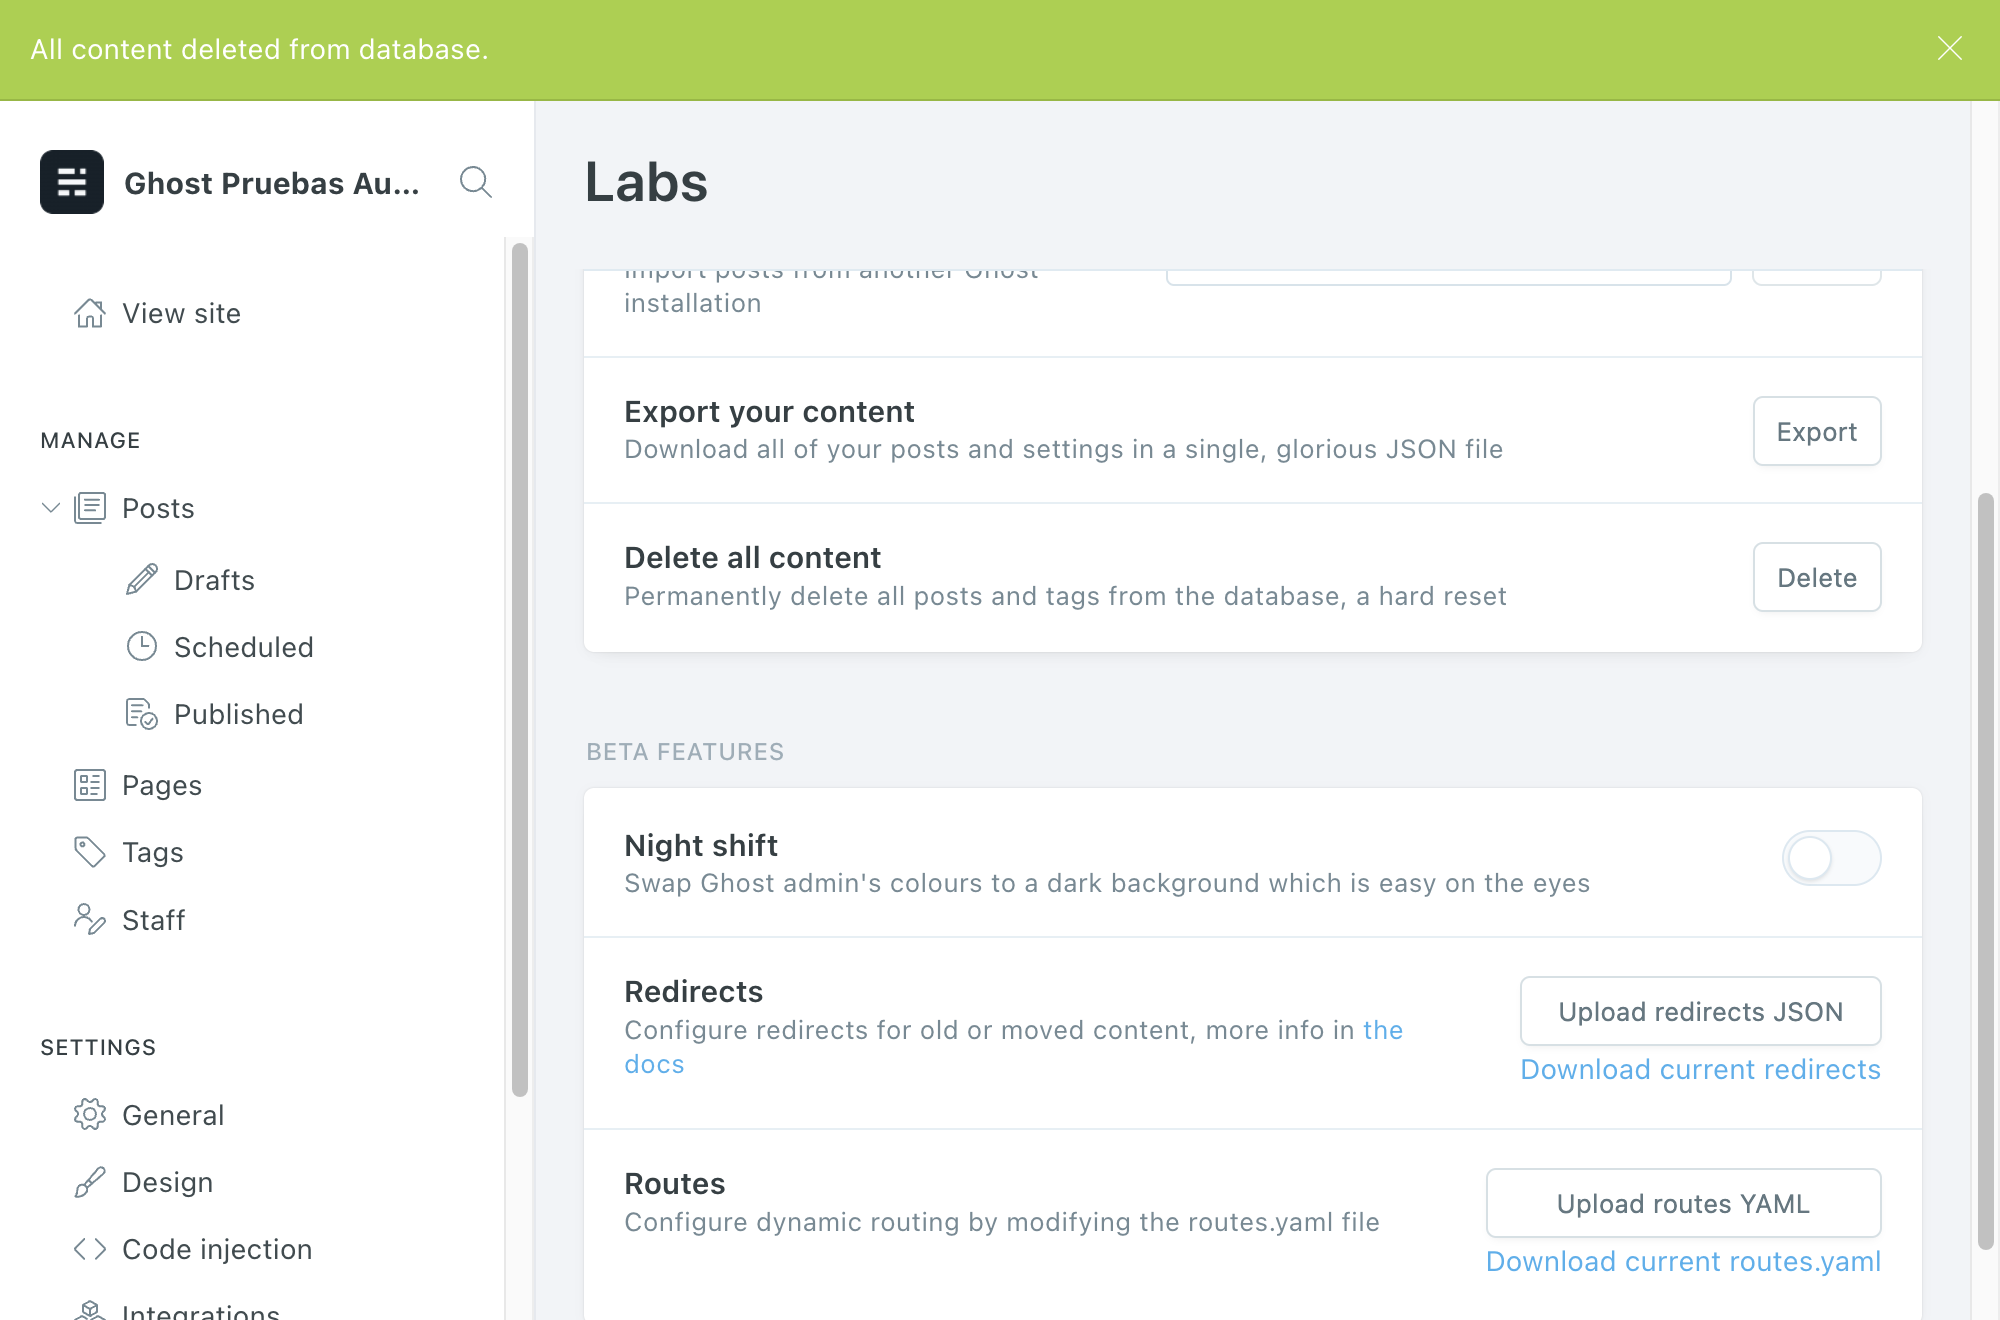 All content deleted from database.
Ghost Pruebas Au...
View site
MANAGE
Posts
Drafts
Scheduled
Published
Pages
Tags
Staff
SETTINGS
General
Design
Code injection
Integrations
Labs
Import posts from another Ghost
installation
Export your content
Download all of your posts and settings in a single, glorious JSON file
Export
Delete all content
Permanently delete all posts and tags from the database, a hard reset
Delete
BETA FEATURES
Night shift
Swap Ghost admin's colours to a dark background which is easy on the eyes
Redirects
Configure redirects for old or moved content, more info in the
docs
Upload redirects JSON
Download current redirects
Routes
Configure dynamic routing by modifying the routes.yaml file
Upload routes YAML
Download current routes.yaml